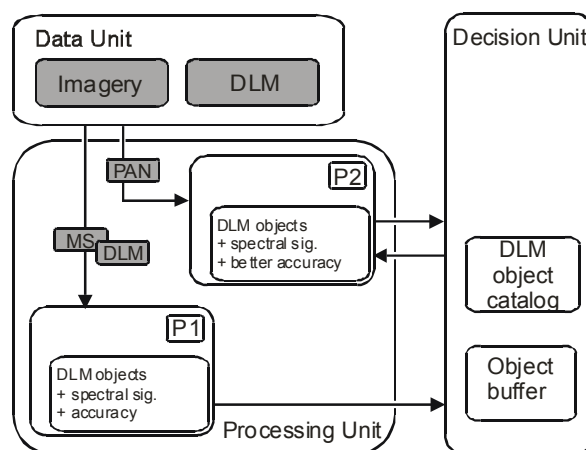 Data Unit
Imagery
DLM
Decision Unit
PAN
P2
DLM objects
+ spectral sig.
+ better accuracy
MS
DLM
DLM
object
catalog
P1
DLM objects
+ spectral sig.
+ accuracy
Object
buffer
Processing Unit